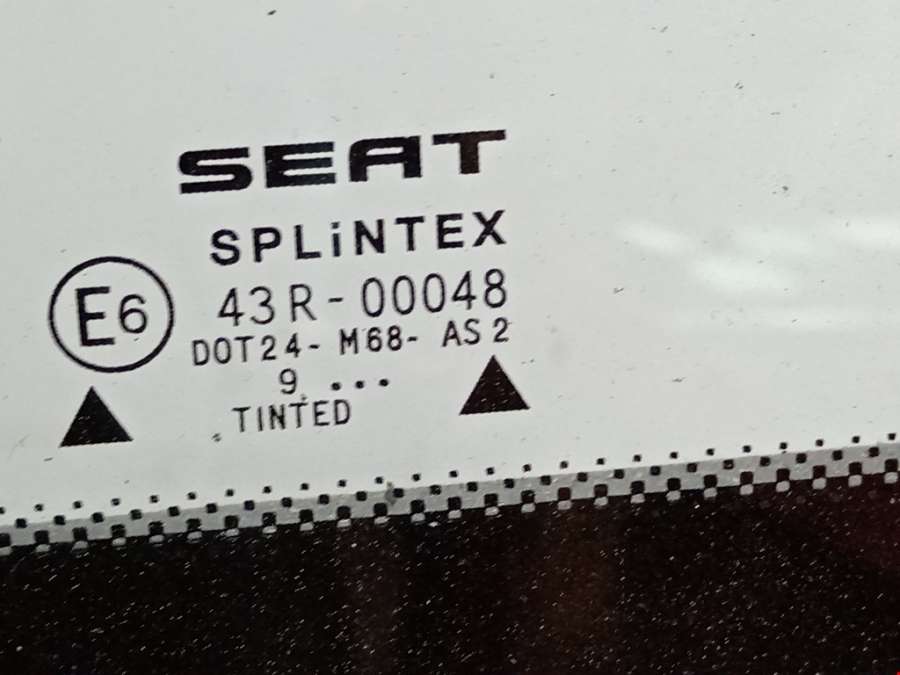 SEAT
SPLiNTEX
E6 43R-00048
DOT24-M68-AS2
9 ...
TINTED